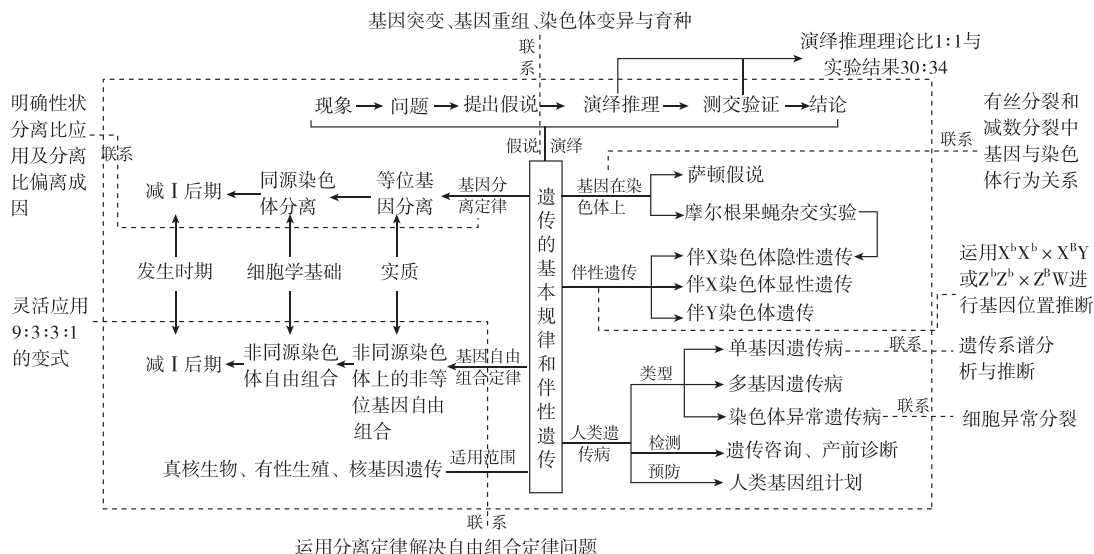 基因突变、基因重组、染色体变异与育种
联
系
演绎推理理论比1:1与
实验结果30:34
现象
问题
提出假说
演绎推理
测交验证
结论
假说
演绎
明确性状
分离比应
用及分离
比偏离成
因
联系
减Ⅰ后期
同源染色
体分离
等位基
因分离
基因分
离定律
发生时期
细胞学基础
实质
灵活应用
9:3:3:1
的变式
减Ⅰ后期
非同源染色
体自由组合
非同源染色
体上的非等
位基因自由
组合
基因自由
组合定律
真核生物、有性生殖、核基因遗传
适用范围
联系
运用分离定律解决自由组合定律问题
遗传的基本规律和伴性遗传
基因在染
色体上
萨顿假说
摩尔根果蝇杂交实验
联系
有丝分裂和
减数分裂中
基因与染色
体行为关系
伴性遗传
伴X染色体隐性遗传
伴X染色体显性遗传
伴Y染色体遗传
联系
运用XᵇXᵇ×XᴮY
或ZᵇZᵇ×ZᴮW进
行基因位置推断
人类遗
传病
类型
单基因遗传病
联系
遗传系谱分
析与推断
多基因遗传病
染色体异常遗传病
联系
细胞异常分裂
检测
预防
遗传咨询、产前诊断
人类基因组计划